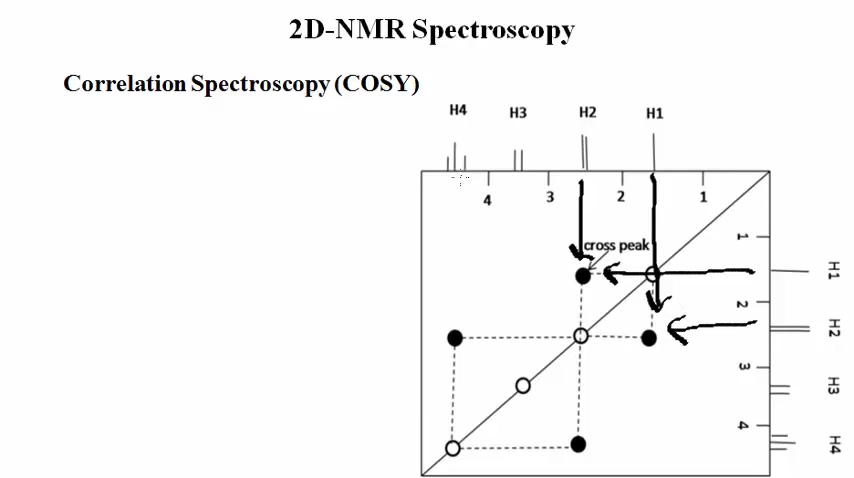 2D-NMR Spectroscopy
Correlation Spectroscopy (COSY)
H4 H3 H2 H1
4 3 2 1
cross peak
1
H1
2
H2
3
H3
4
H4